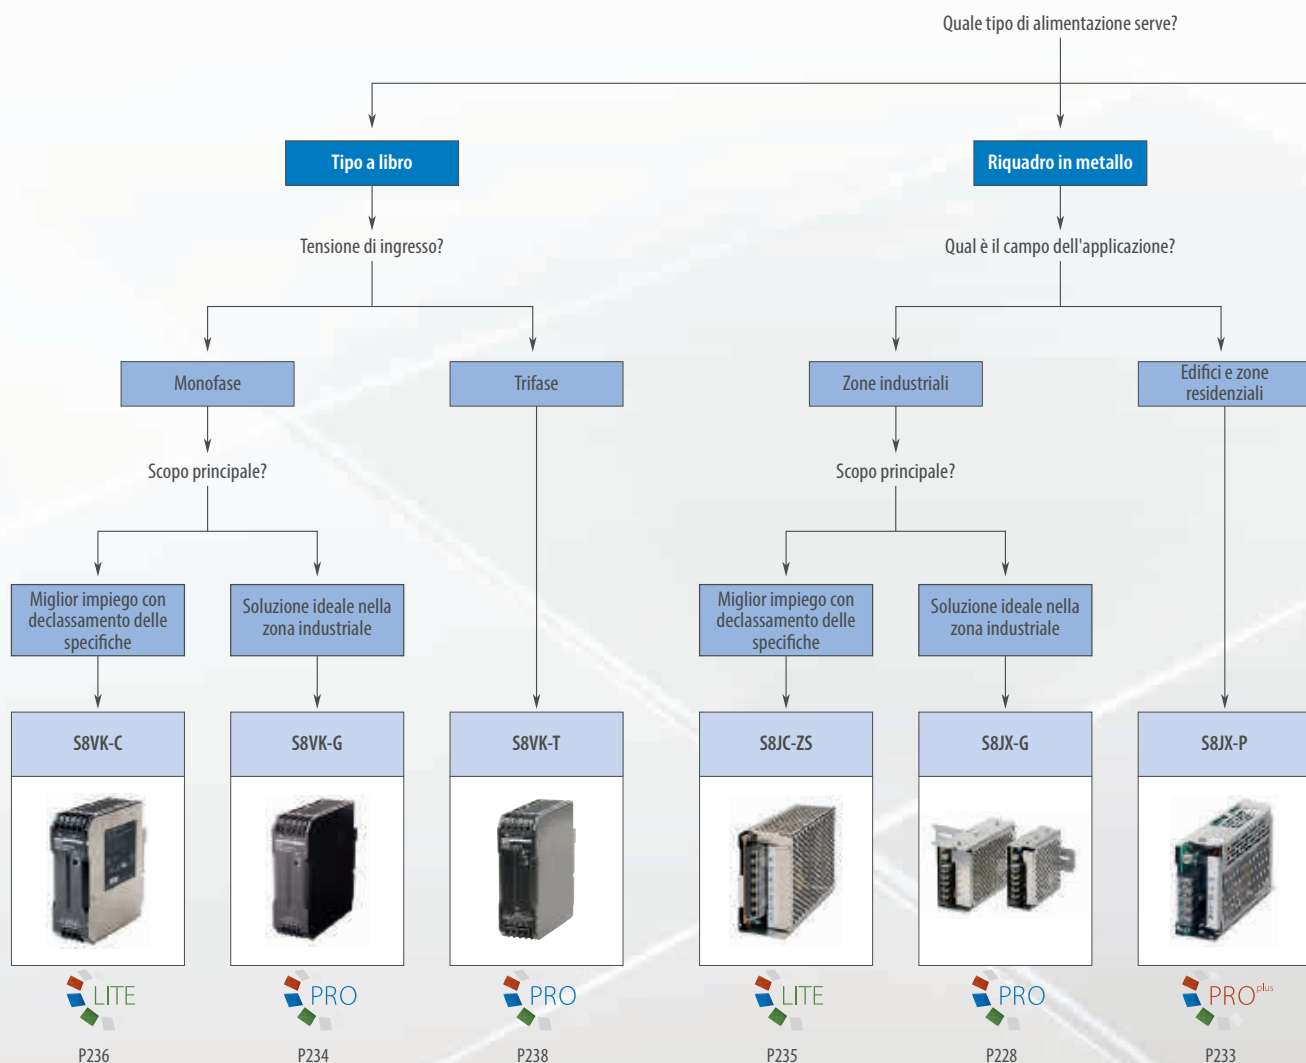 Quale tipo di alimentazione serve?
Tipo a libro
Riquadro in metallo
Tensione di ingresso?
Qual è il campo dell'applicazione?
Monofase
Trifase
Zone industriali
Edifici e zone
residenziali
Scopo principale?
Scopo principale?
Miglior impiego con
declassamento delle
specifiche
Soluzione ideale nella
zona industriale
Miglior impiego con
declassamento delle
specifiche
Soluzione ideale nella
zona industriale
S8VK-C
S8VK-G
S8VK-T
S8JC-ZS
S8JX-G
S8JX-P
LITE
PRO
PRO
LITE
PRO
PRO plus
P236
P234
P238
P235
P228
P233